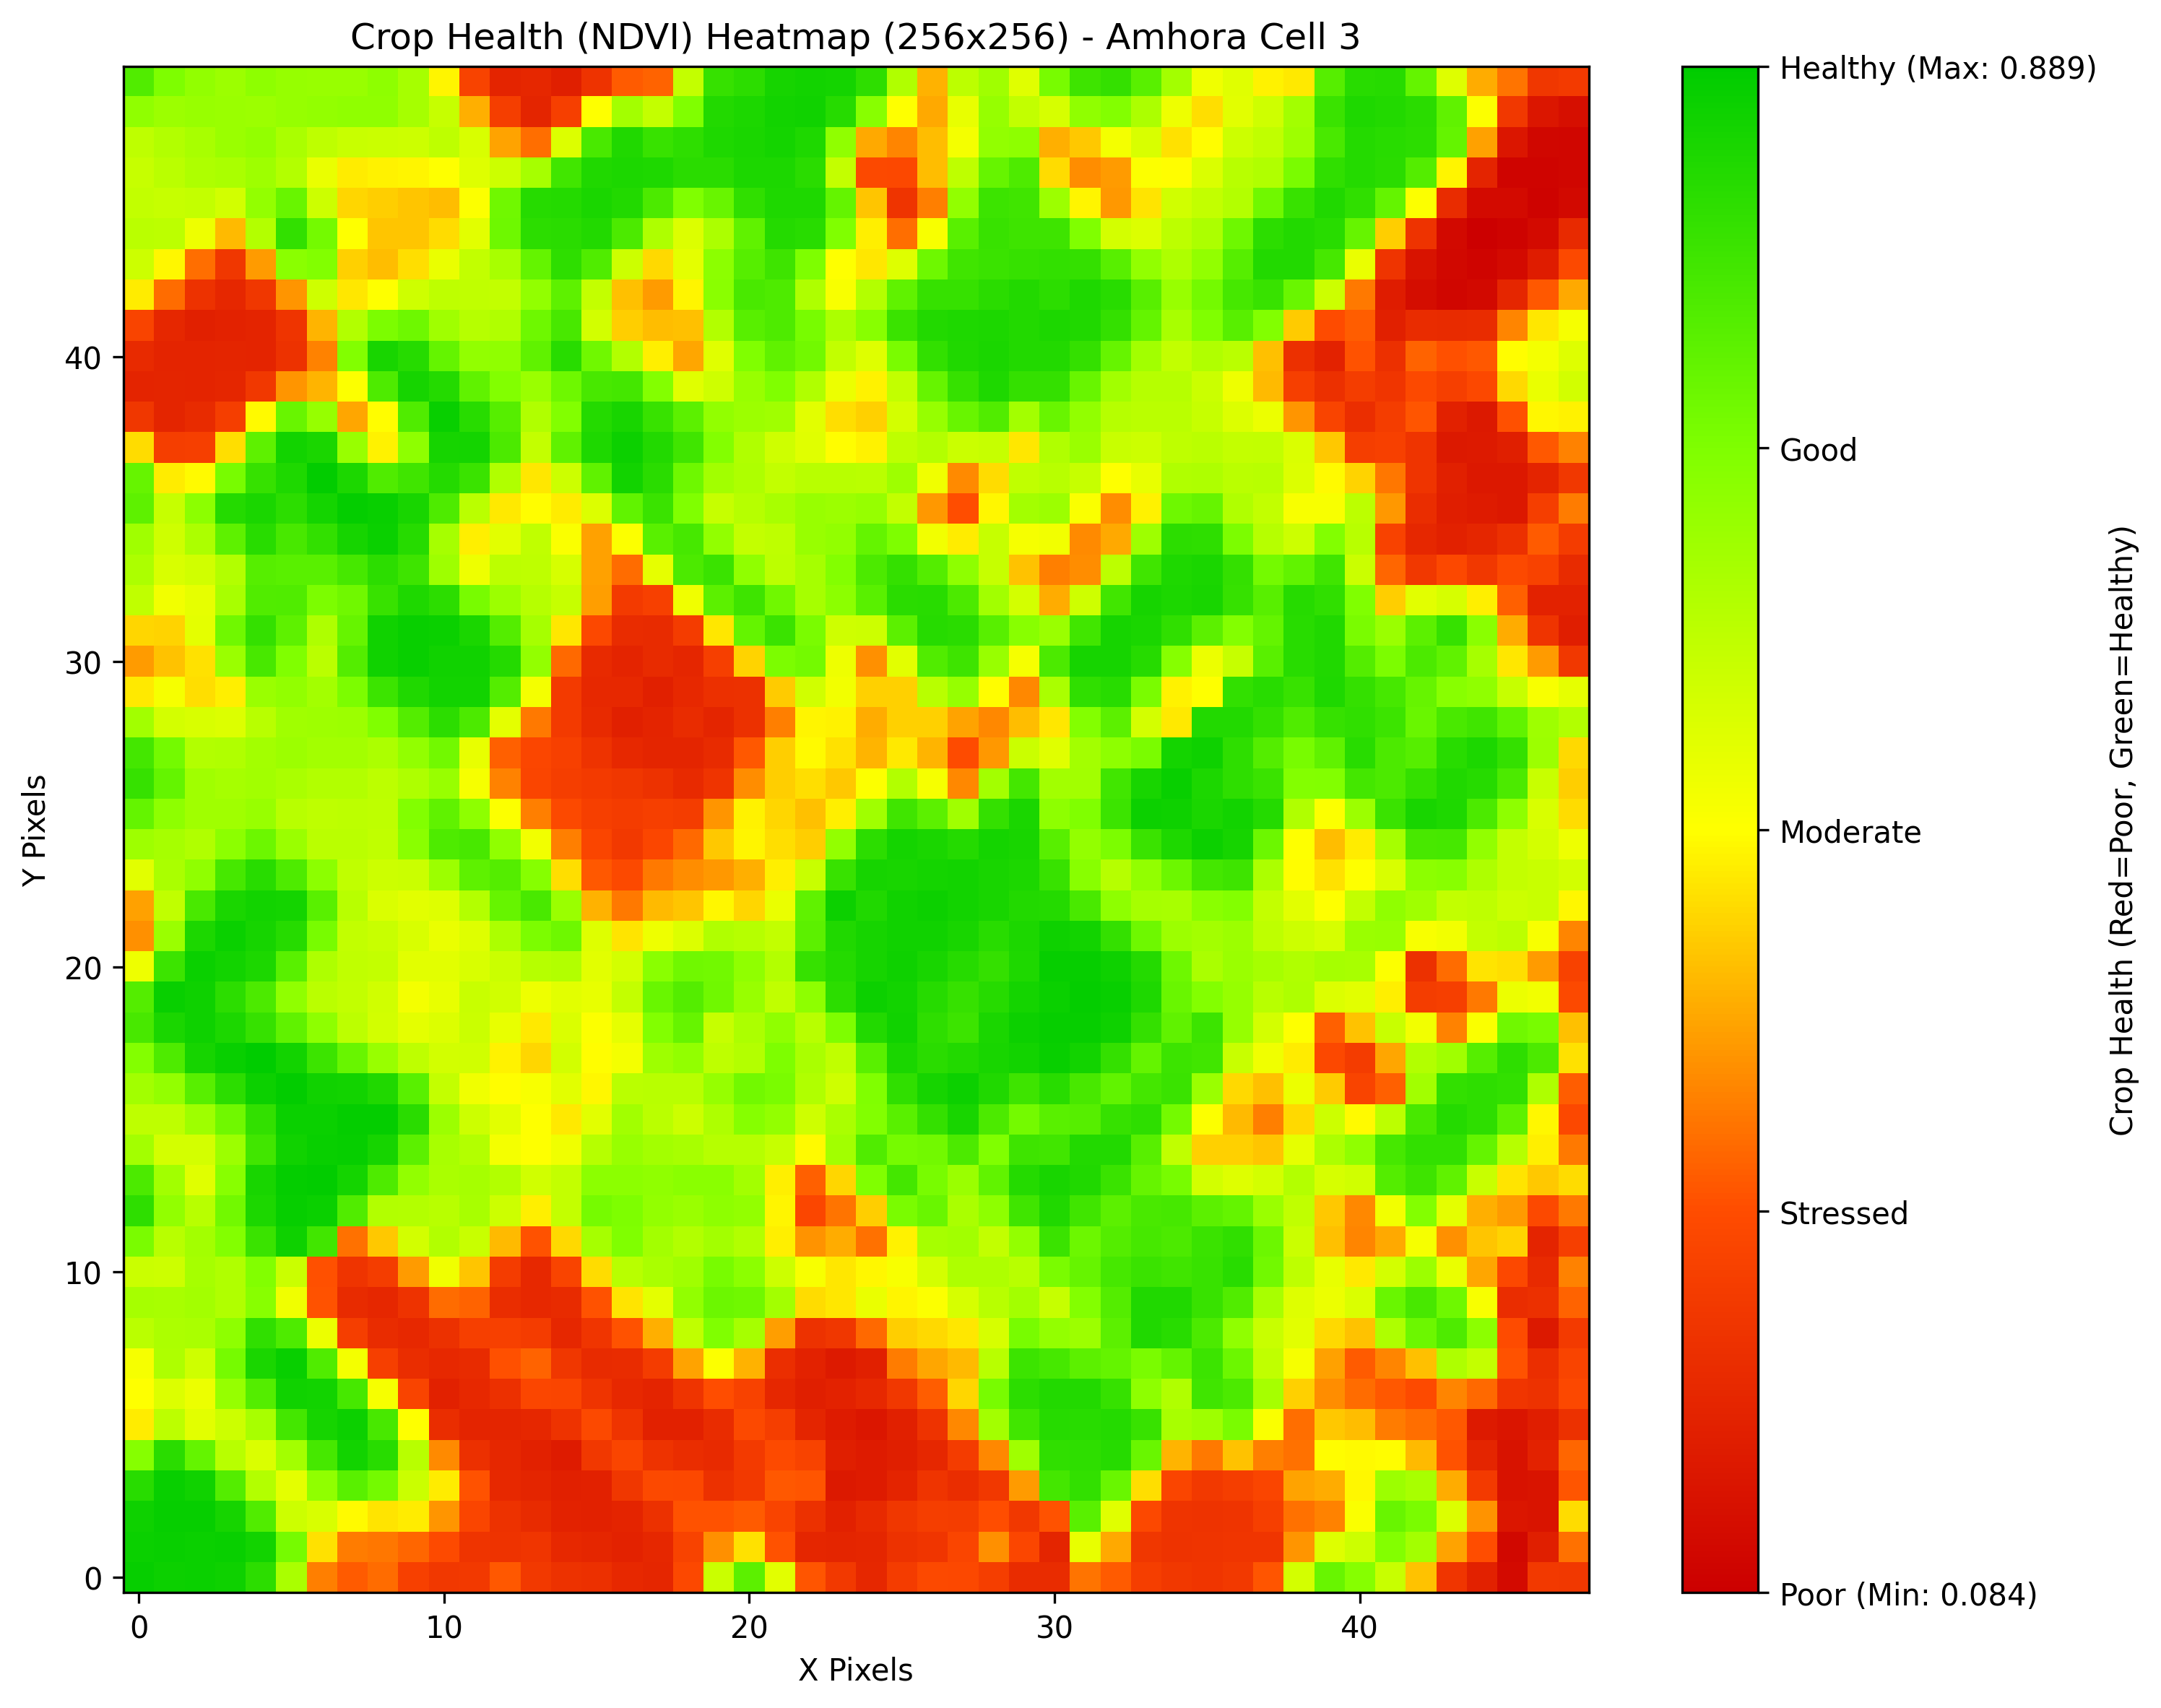 Crop Health (NDVI) Heatmap (256x256) - Amhora Cell 3
Healthy (Max: 0.889)
Good
Moderate
Stressed
Poor (Min: 0.084)
Crop Health (Red=Poor, Green=Healthy)
Y Pixels
40
30
20
10
0
0 10 20 30 40
X Pixels